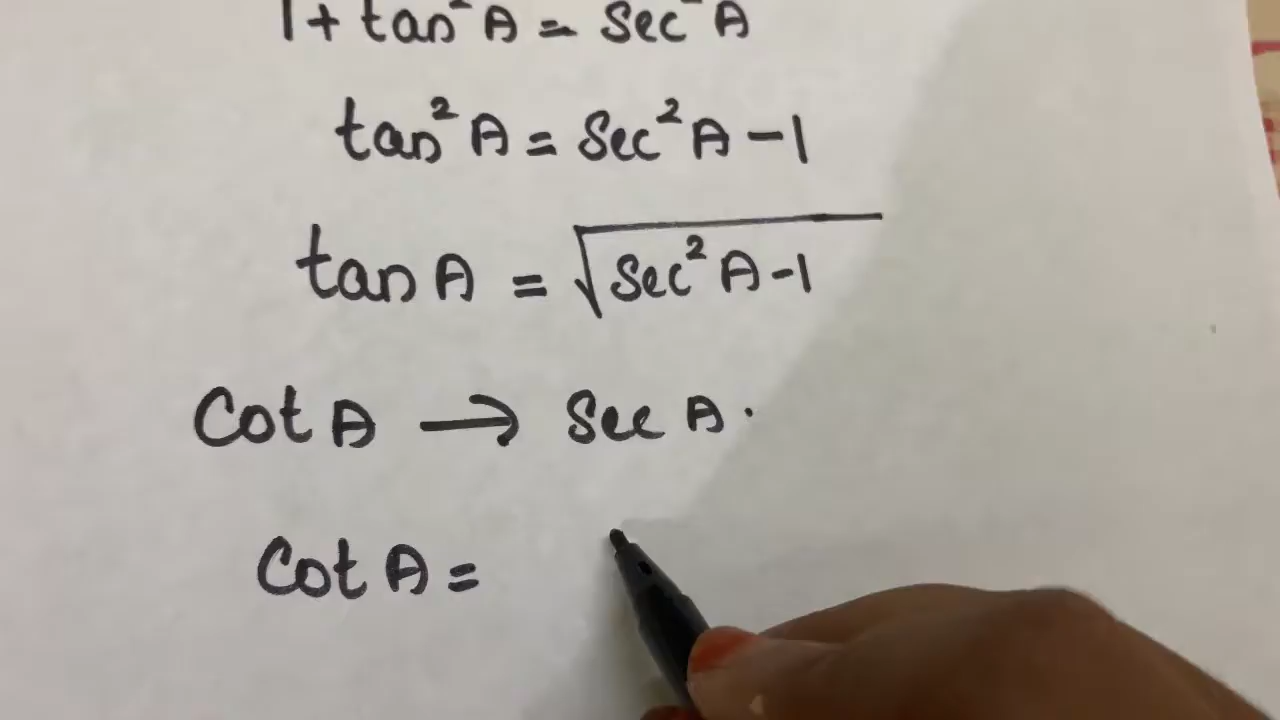 1 + tan²A = Sec²A
tan²A = Sec²A - 1
tan A = √Sec²A - 1
Cot A → Sec A.
Cot A =